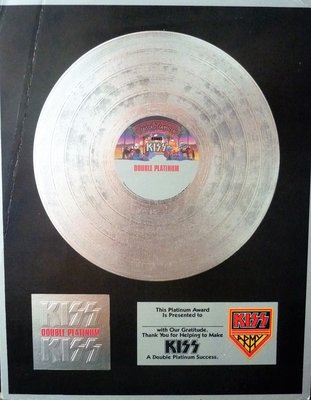 KISS
DOUBLE PLATINUM
KISS
DOUBLE PLATINUM
KISS
This Platinum Award
Is Presented to
with Our Gratitude.
Thank You for Helping to Make
KISS
A Double Platinum Success.
KISS
ARMY